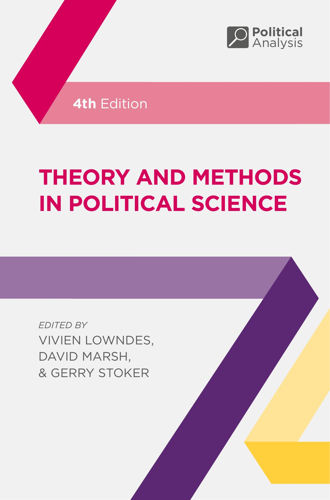 Political
Analysis
4th Edition
THEORY AND METHODS
IN POLITICAL SCIENCE
EDITED BY
VIVIEN LOWNDES,
DAVID MARSH,
& GERRY STOKER